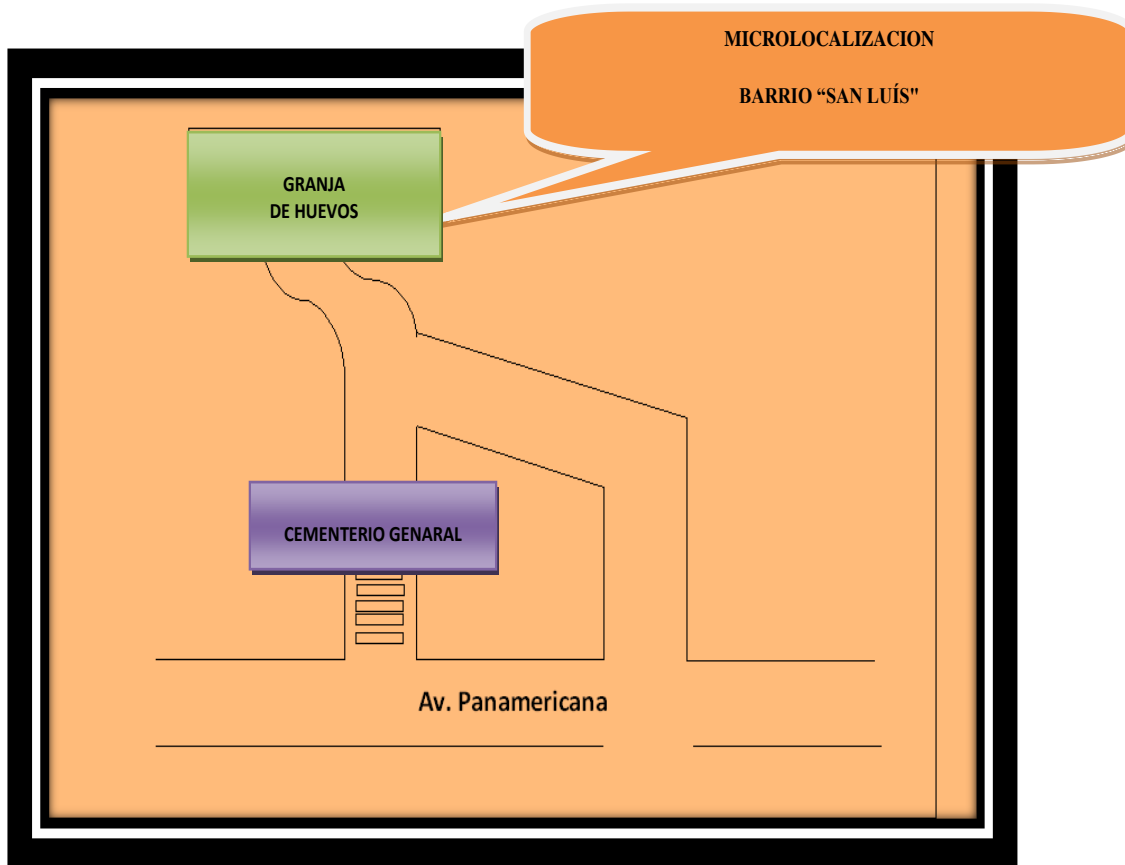 MICROLOCALIZACION
BARRIO “SAN LUÍS"
GRANJA
DE HUEVOS
CEMENTERIO GENARAL
Av. Panamericana